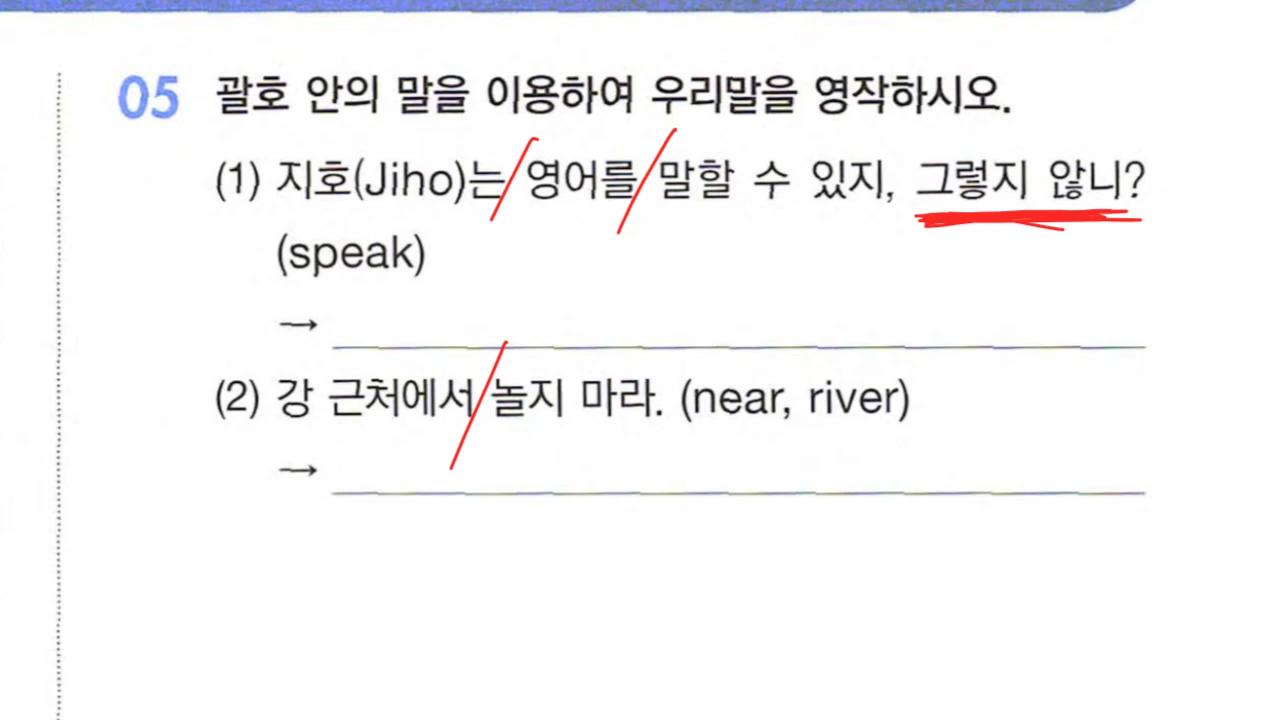 05 괄호 안의 말을 이용하여 우리말을 영작하시오.
(1) 지호(Jiho)는 영어를 말할 수 있지, 그렇지 않니?
(speak)
→
(2) 강 근처에서 놀지 마라. (near, river)
→